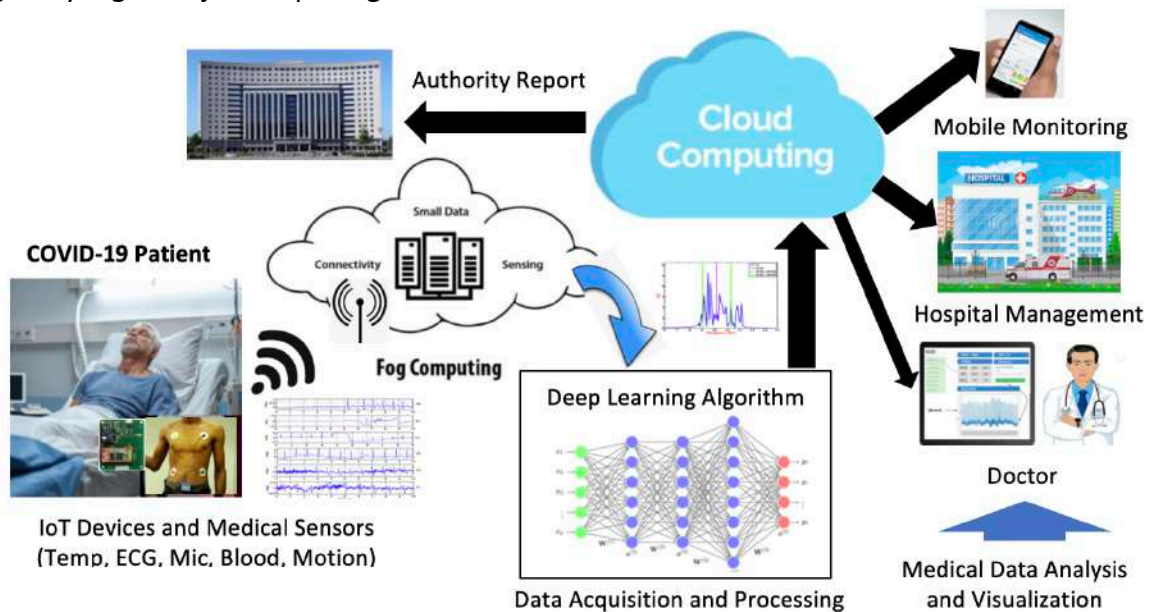 Authority Report
Cloud
Computing
Mobile Monitoring
HOSPITAL
Small Data
Connectivity
Sensing
COVID-19 Patient
Fog Computing
Hospital Management
Deep Learning Algorithm
Doctor
IoT Devices and Medical Sensors
(Temp, ECG, Mic, Blood, Motion)
Data Acquisition and Processing
Medical Data Analysis
and Visualization